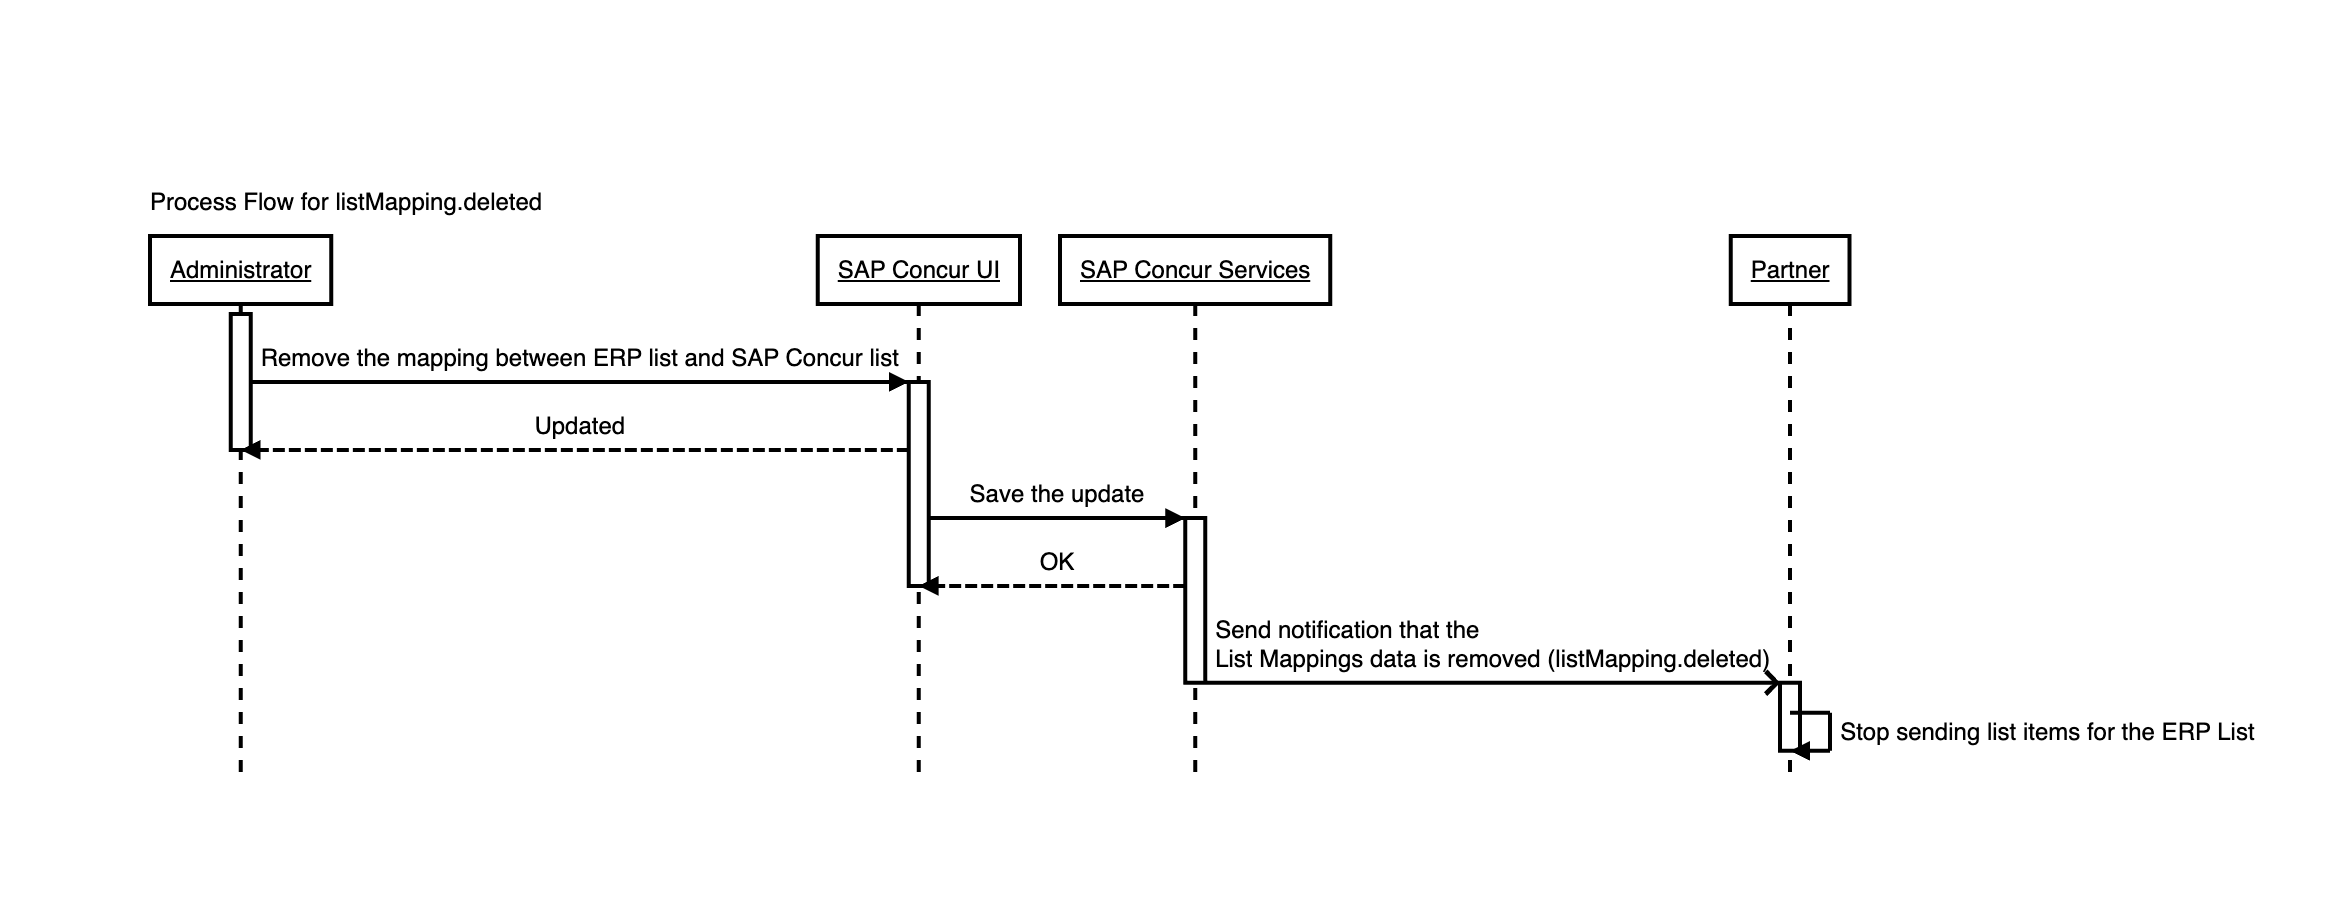 Process Flow for listMapping.deleted
Administrator
SAP Concur UI
SAP Concur Services
Partner
Remove the mapping between ERP list and SAP Concur list
Updated
Save the update
OK
Send notification that the
List Mappings data is removed (listMapping.deleted)
Stop sending list items for the ERP List